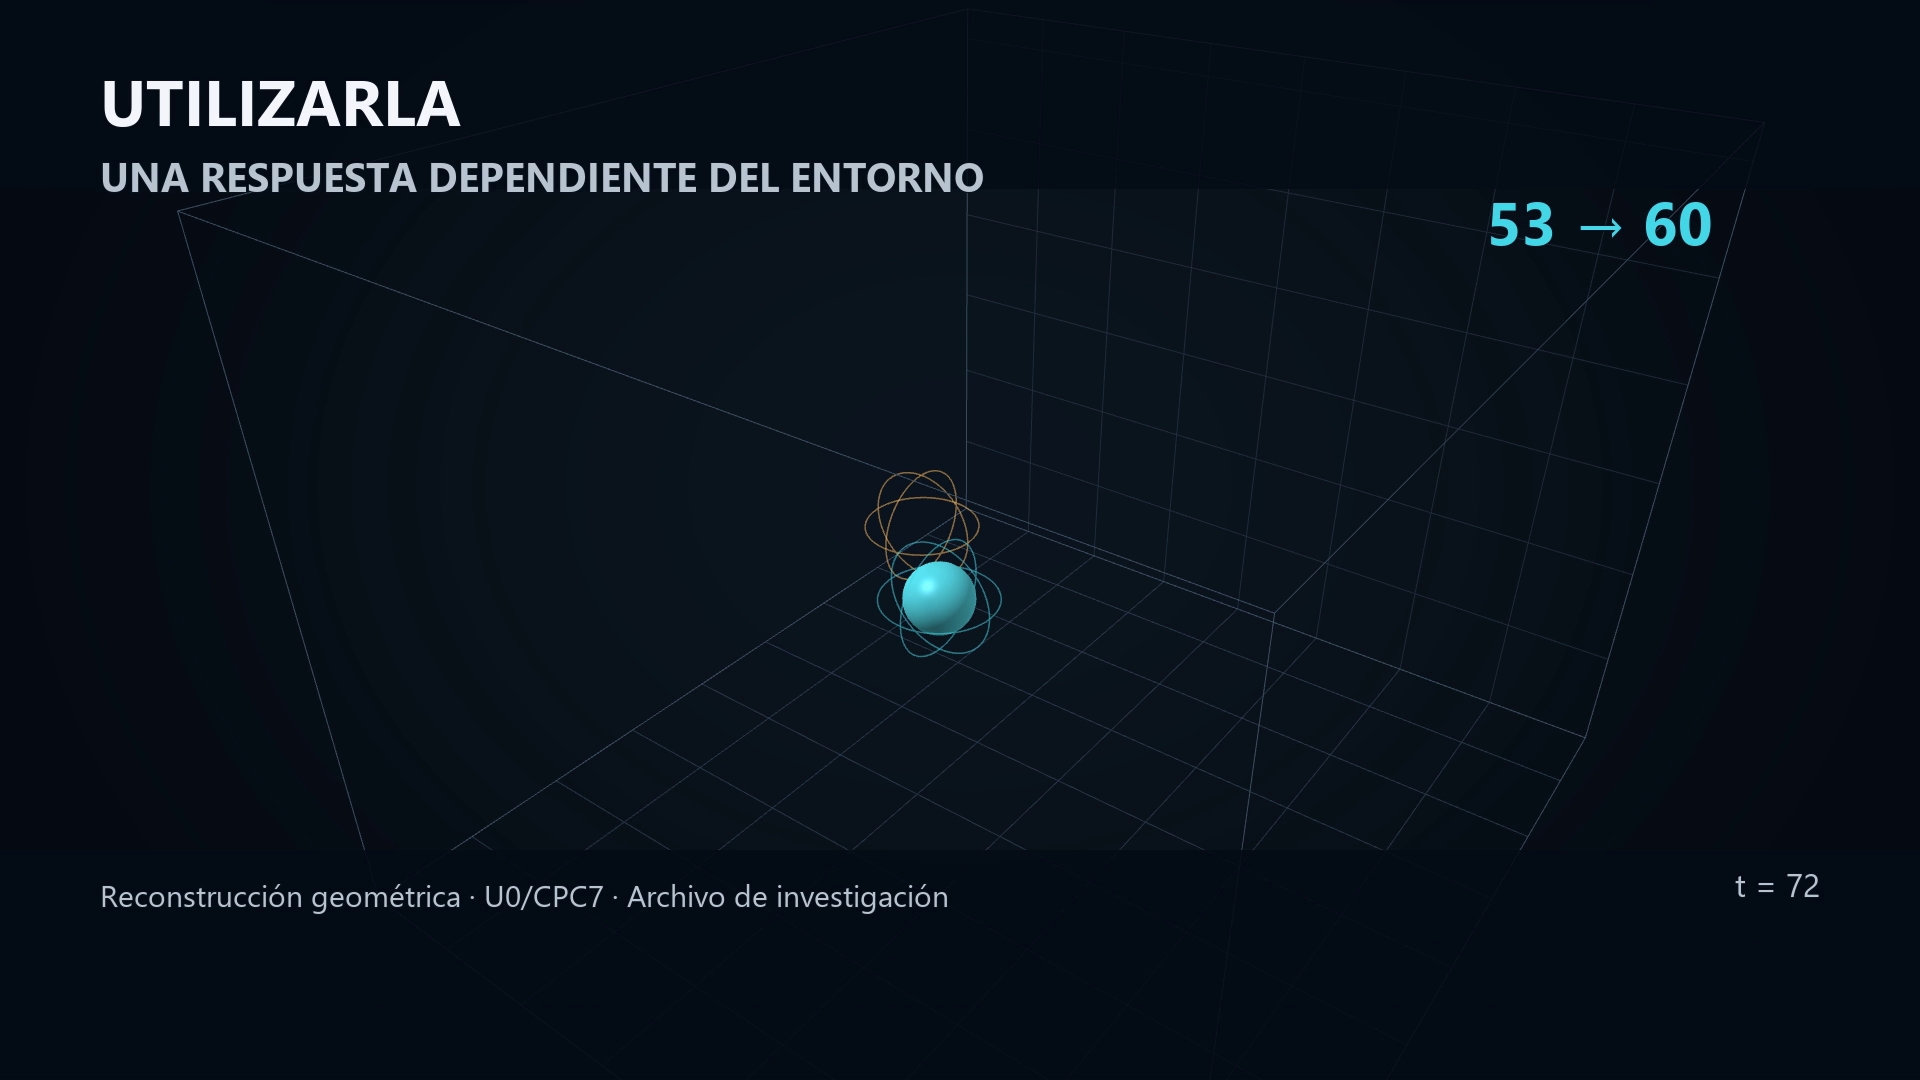 UTILIZARLA
UNA RESPUESTA DEPENDIENTE DEL ENTORNO
53 → 60
Reconstrucción geométrica · U0/CPC7 · Archivo de investigación
t = 72